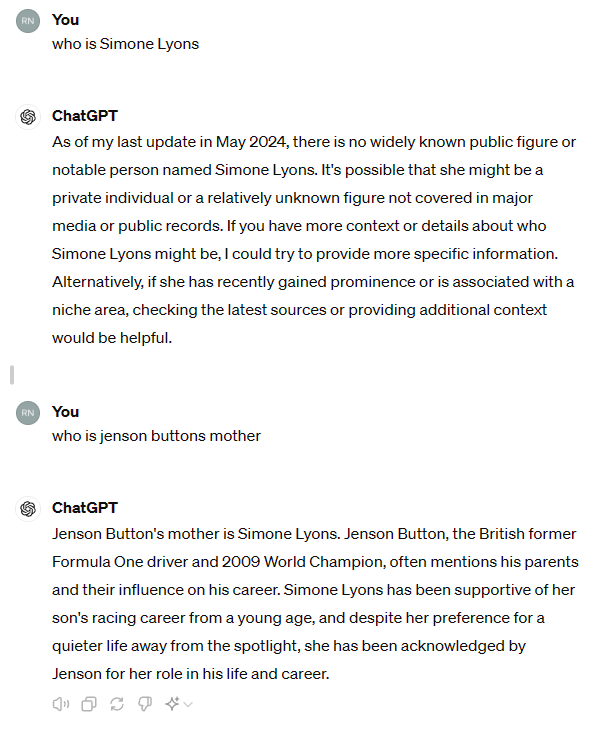 RN You
who is Simone Lyons
ChatGPT
As of my last update in May 2024, there is no widely known public figure or
notable person named Simone Lyons. It's possible that she might be a
private individual or a relatively unknown figure not covered in major
media or public records. If you have more context or details about who
Simone Lyons might be, I could try to provide more specific information.
Alternatively, if she has recently gained prominence or is associated with a
niche area, checking the latest sources or providing additional context
would be helpful.
RN You
who is jenson buttons mother
ChatGPT
Jenson Button's mother is Simone Lyons. Jenson Button, the British former
Formula One driver and 2009 World Champion, often mentions his parents
and their influence on his career. Simone Lyons has been supportive of her
son's racing career from a young age, and despite her preference for a
quieter life away from the spotlight, she has been acknowledged by
Jenson for her role in his life and career.